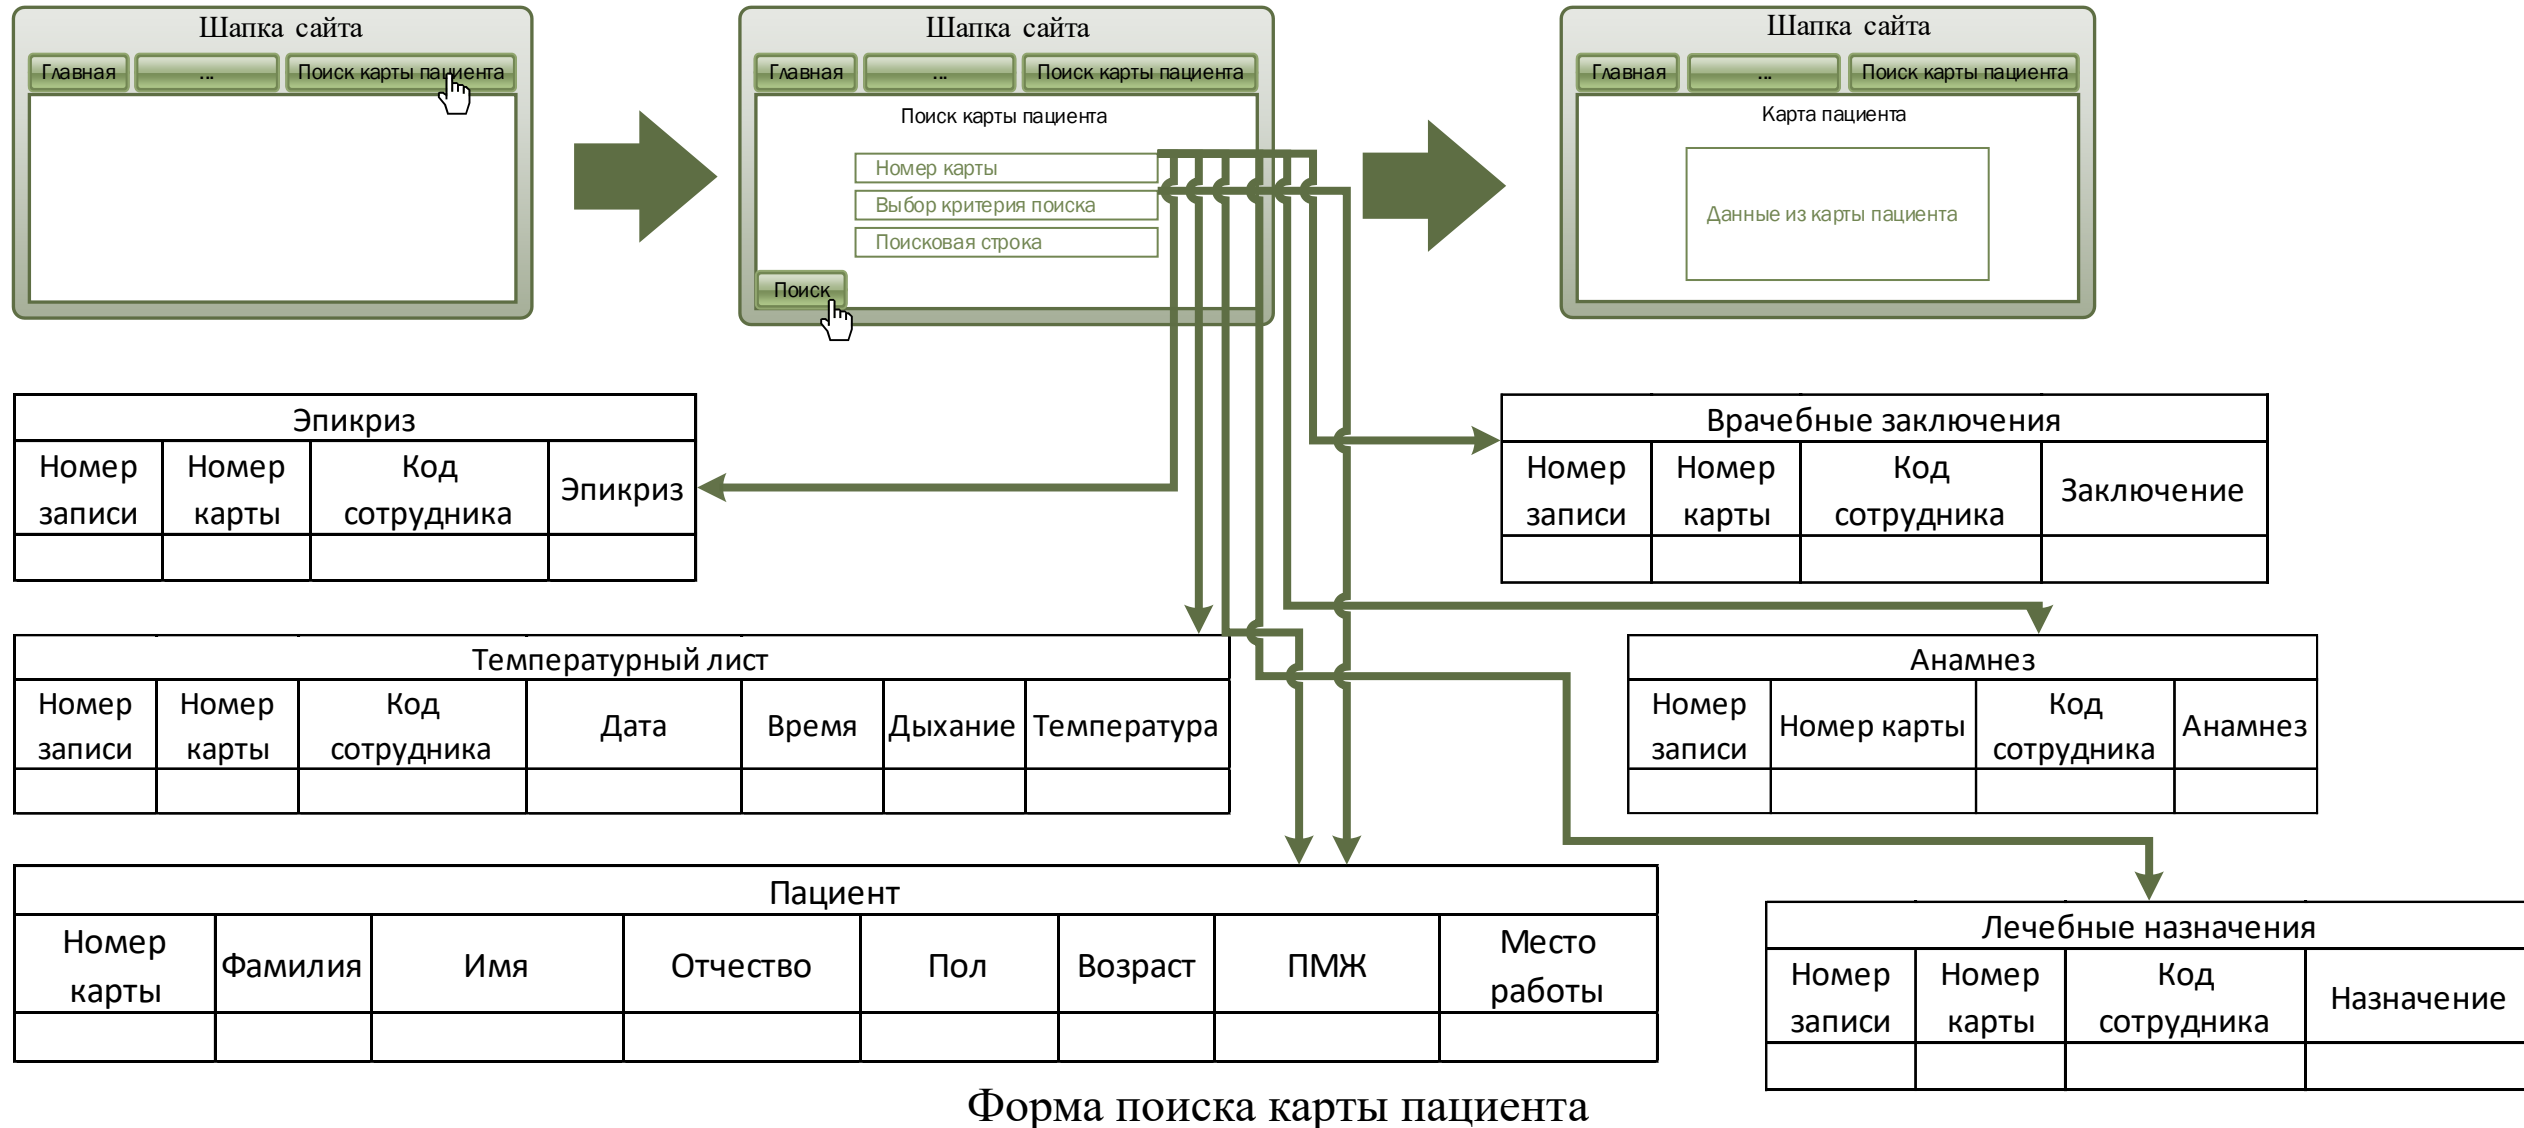 Шапка сайта
Главная
...
Поиск карты пациента
Шапка сайта
Главная
...
Поиск карты пациента
Поиск карты пациента
Номер карты
Выбор критерия поиска
Поисковая строка
Поиск
Шапка сайта
Главная
...
Поиск карты пациента
Карта пациента
Данные из карты пациента
Эпикриз
Номер
записи
Номер
карты
Код
сотрудника
Эпикриз
Врачебные заключения
Номер
записи
Номер
карты
Код
сотрудника
Заключение
Температурный лист
Номер
записи
Номер
карты
Код
сотрудника
Дата
Время
Дыхание
Температура
Анамнез
Номер
записи
Номер карты
Код
сотрудника
Анамнез
Пациент
Номер
карты
Фамилия
Имя
Отчество
Пол
Возраст
ПМЖ
Место
работы
Лечебные назначения
Номер
записи
Номер
карты
Код
сотрудника
Назначение
Форма поиска карты пациента